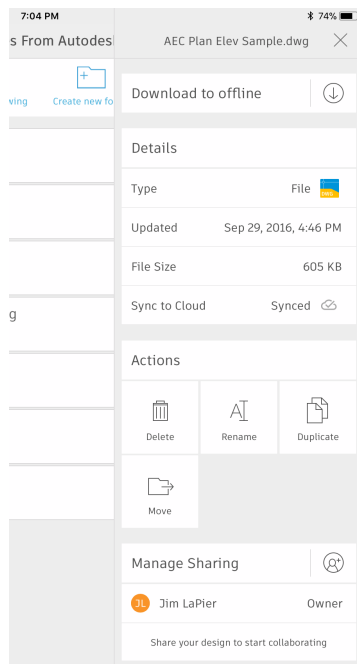 7:04 PM 74%
s From Autodesl AEC Plan Elev Sample.dwg
wing Create new fo
Download to offline
Details
Type File
Updated Sep 29, 2016, 4:46 PM
File Size 605 KB
Sync to Cloud Synced
g
Actions
Delete Rename Duplicate
Move
Manage Sharing
JL Jim LaPier Owner
Share your design to start collaborating